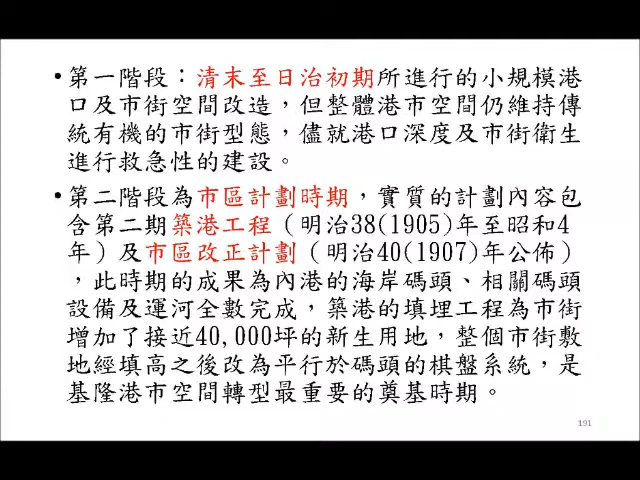 •第一階段：清末至日治初期所進行的小規模港
口及市街空間改造，但整體港市空間仍維持傳
統有機的市街型態，儘就港口深度及市街衛生
進行救急性的建設。
•第二階段為市區計劃時期，實質的計劃內容包
含第二期築港工程（明治38(1905)年至昭和4
年）及市區改正計劃（明治40(1907)年公佈）
，此時期的成果為內港的海岸碼頭、相關碼頭
設備及運河全數完成，築港的填埋工程為市街
增加了接近40,000坪的新生用地，整個市街敷
地經填高之後改為平行於碼頭的棋盤系統，是
基隆港市空間轉型最重要的奠基時期。
191